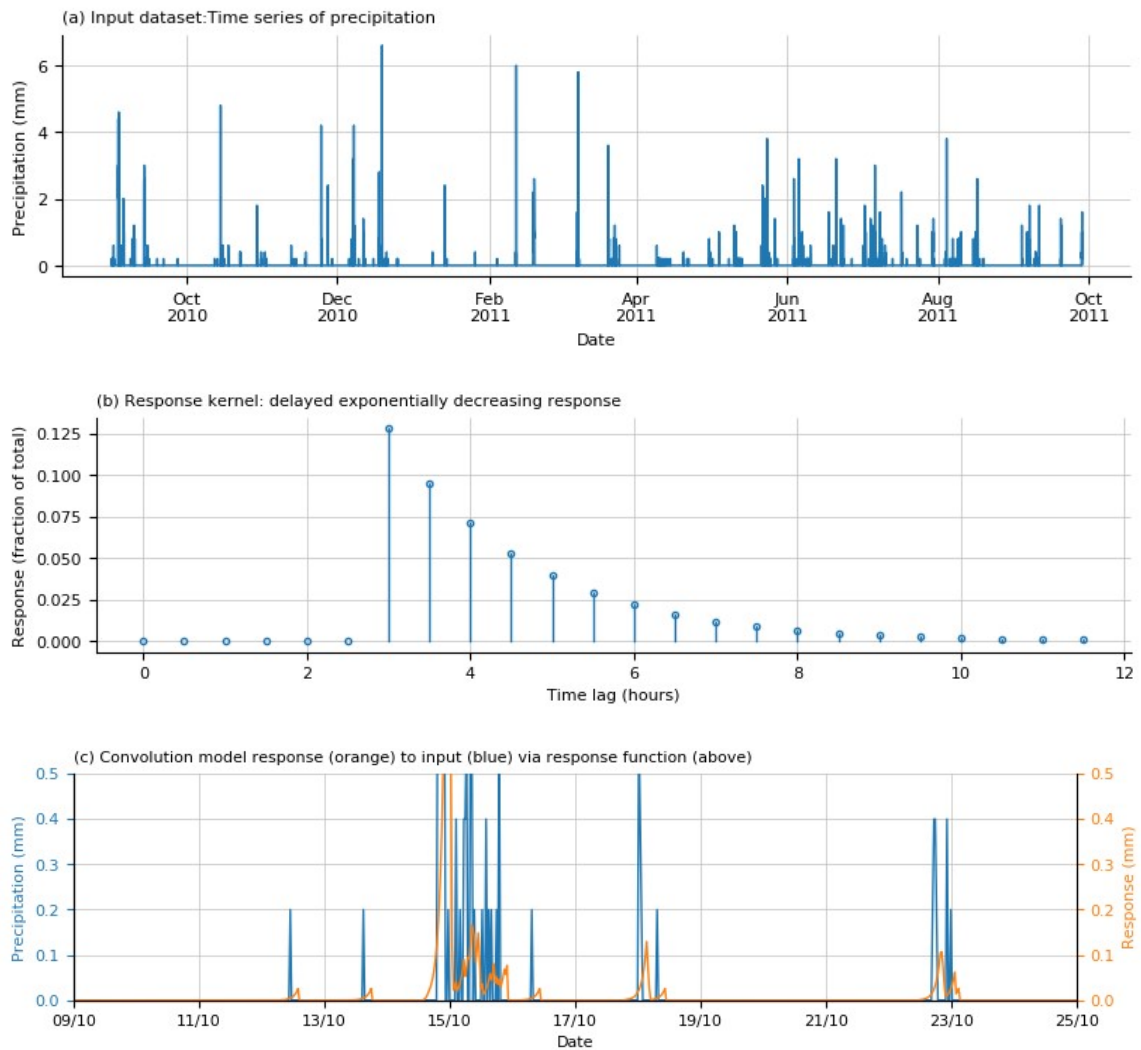 (a) Input dataset:Time series of precipitation
6
4
2
0
Precipitation (mm)
Oct Dec Feb Apr Jun Aug Oct
2010 2010 2011 2011 2011 2011 2011
Date
(b) Response kernel: delayed exponentially decreasing response
0.125
0.100
0.075
0.050
0.025
0.000
Response (fraction of total)
0 2 4 6 8 10 12
Time lag (hours)
(c) Convolution model response (orange) to input (blue) via response function (above)
0.5 0.5
0.4 0.4
0.3 0.3
0.2 0.2
0.1 0.1
0.0 0.0
Precipitation (mm)
Response (mm)
09/10 11/10 13/10 15/10 17/10 19/10 21/10 23/10 25/10
Date